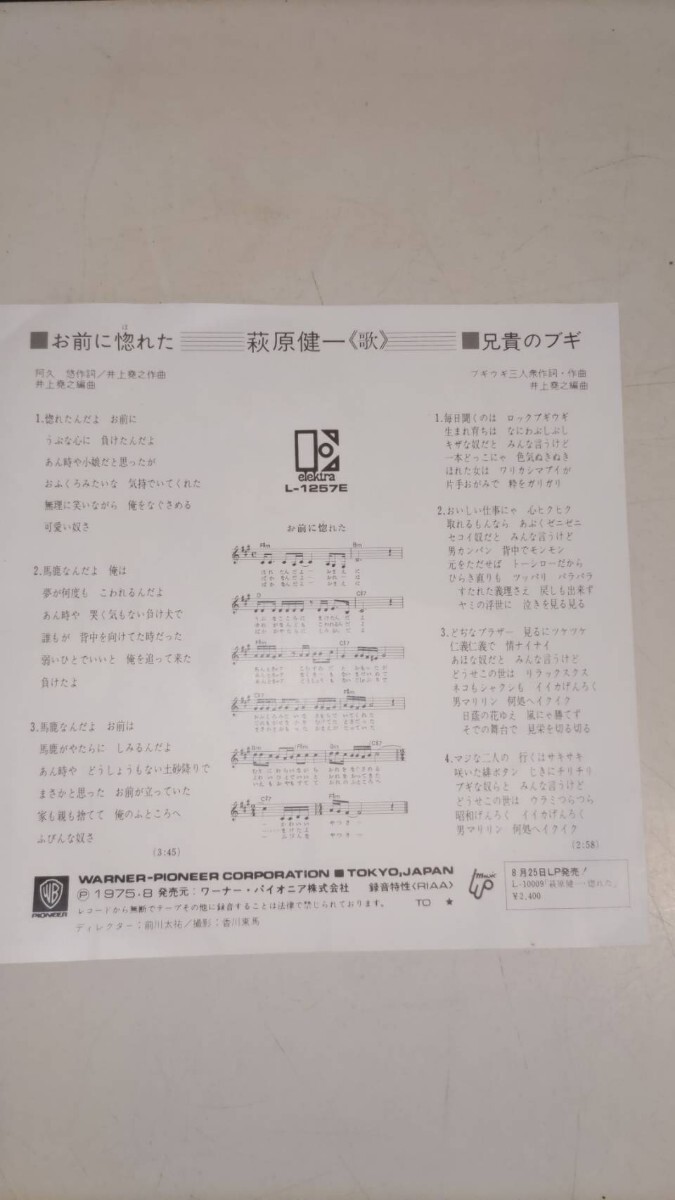 ■お前に惚れた
ほ
萩原健一《歌》
■兄貴のブギ
阿久 悠作詞／井上堯之作曲
井上堯之編曲
ブギウギ三人衆作詞・作曲
井上堯之編曲
1.惚れたんだよ お前に
うぶな心に 負けたんだよ
あん時や小娘だと思ったが
おふくろみたいな 気持でいてくれた
無理に笑いながら 俺をなぐさめる
可愛い奴さ
2.馬鹿なんだよ 俺は
夢が何度も こわれるんだよ
あん時や 哭く気もない負け犬で
誰もが 背中を向けてた時だった
弱いひとでいいと 俺を追って来た
負けたよ
3.馬鹿なんだよ お前は
馬鹿がやたらに しみるんだよ
あん時や どうしょうもない土砂降りで
まさかと思った お前が立っていた
家も親も捨てて 俺のふところへ
ふびんな奴さ
(3:45)
elektra
L-1257E
お前に惚れた
1.毎日聞くのは ロックブギウギ
生まれ育ちは なにわぶしぶし
キザな奴だと みんな言うけど
一本どっこにゃ 色気ぬきぬき
ほれた女は ワリカシマブイが
片手おがみで 粋をガリガリ
2.おいしい仕事にゃ 心ヒクヒク
取れるもんなら あぶくゼニゼニ
セコイ奴だと みんな言うけど
男カンバン 背中でモンモン
元をただせば トーシローだから
ひらき直りも ツッパリ バラバラ
すたれた義理さえ 戻しも出来ず
ヤミの浮世に 泣きを見る見る
3.どぢなブラザー 見るにツケツケ
仁義仁義で 情ナイナイ
あほな奴だと みんな言うけど
どうせこの世は リラックスクス
ネコもシャクシも イイカげんろく
男マリリン 何処へイクイク
日蔭の花ゆえ 風にゃ勝てず
そでの舞台で 見栄を切る切る
4.マジな二人の 行くはサキサキ
咲いた緋ボタン じきにチリチリ
ブギな奴らと みんな言うけど
どうせこの世は ウラミつらつら
昭和げんろく イイカげんろく
男マリリン 何処へイクイク
(2:58)
WB
PIONEER
WARNER-PIONEER CORPORATION ■ TOKYO,JAPAN
Ⓟ 1975·8 発売元：ワーナー・パイオニア株式会社 録音特性(RIAA)
レコードから無断でテープその他に録音することは法律で禁じられております。 TO ★
ディレクター：前川太祐／撮影：香川東馬
music
8月25日LP発売！
L-10009「萩原健一・惚れた」
￥2,400